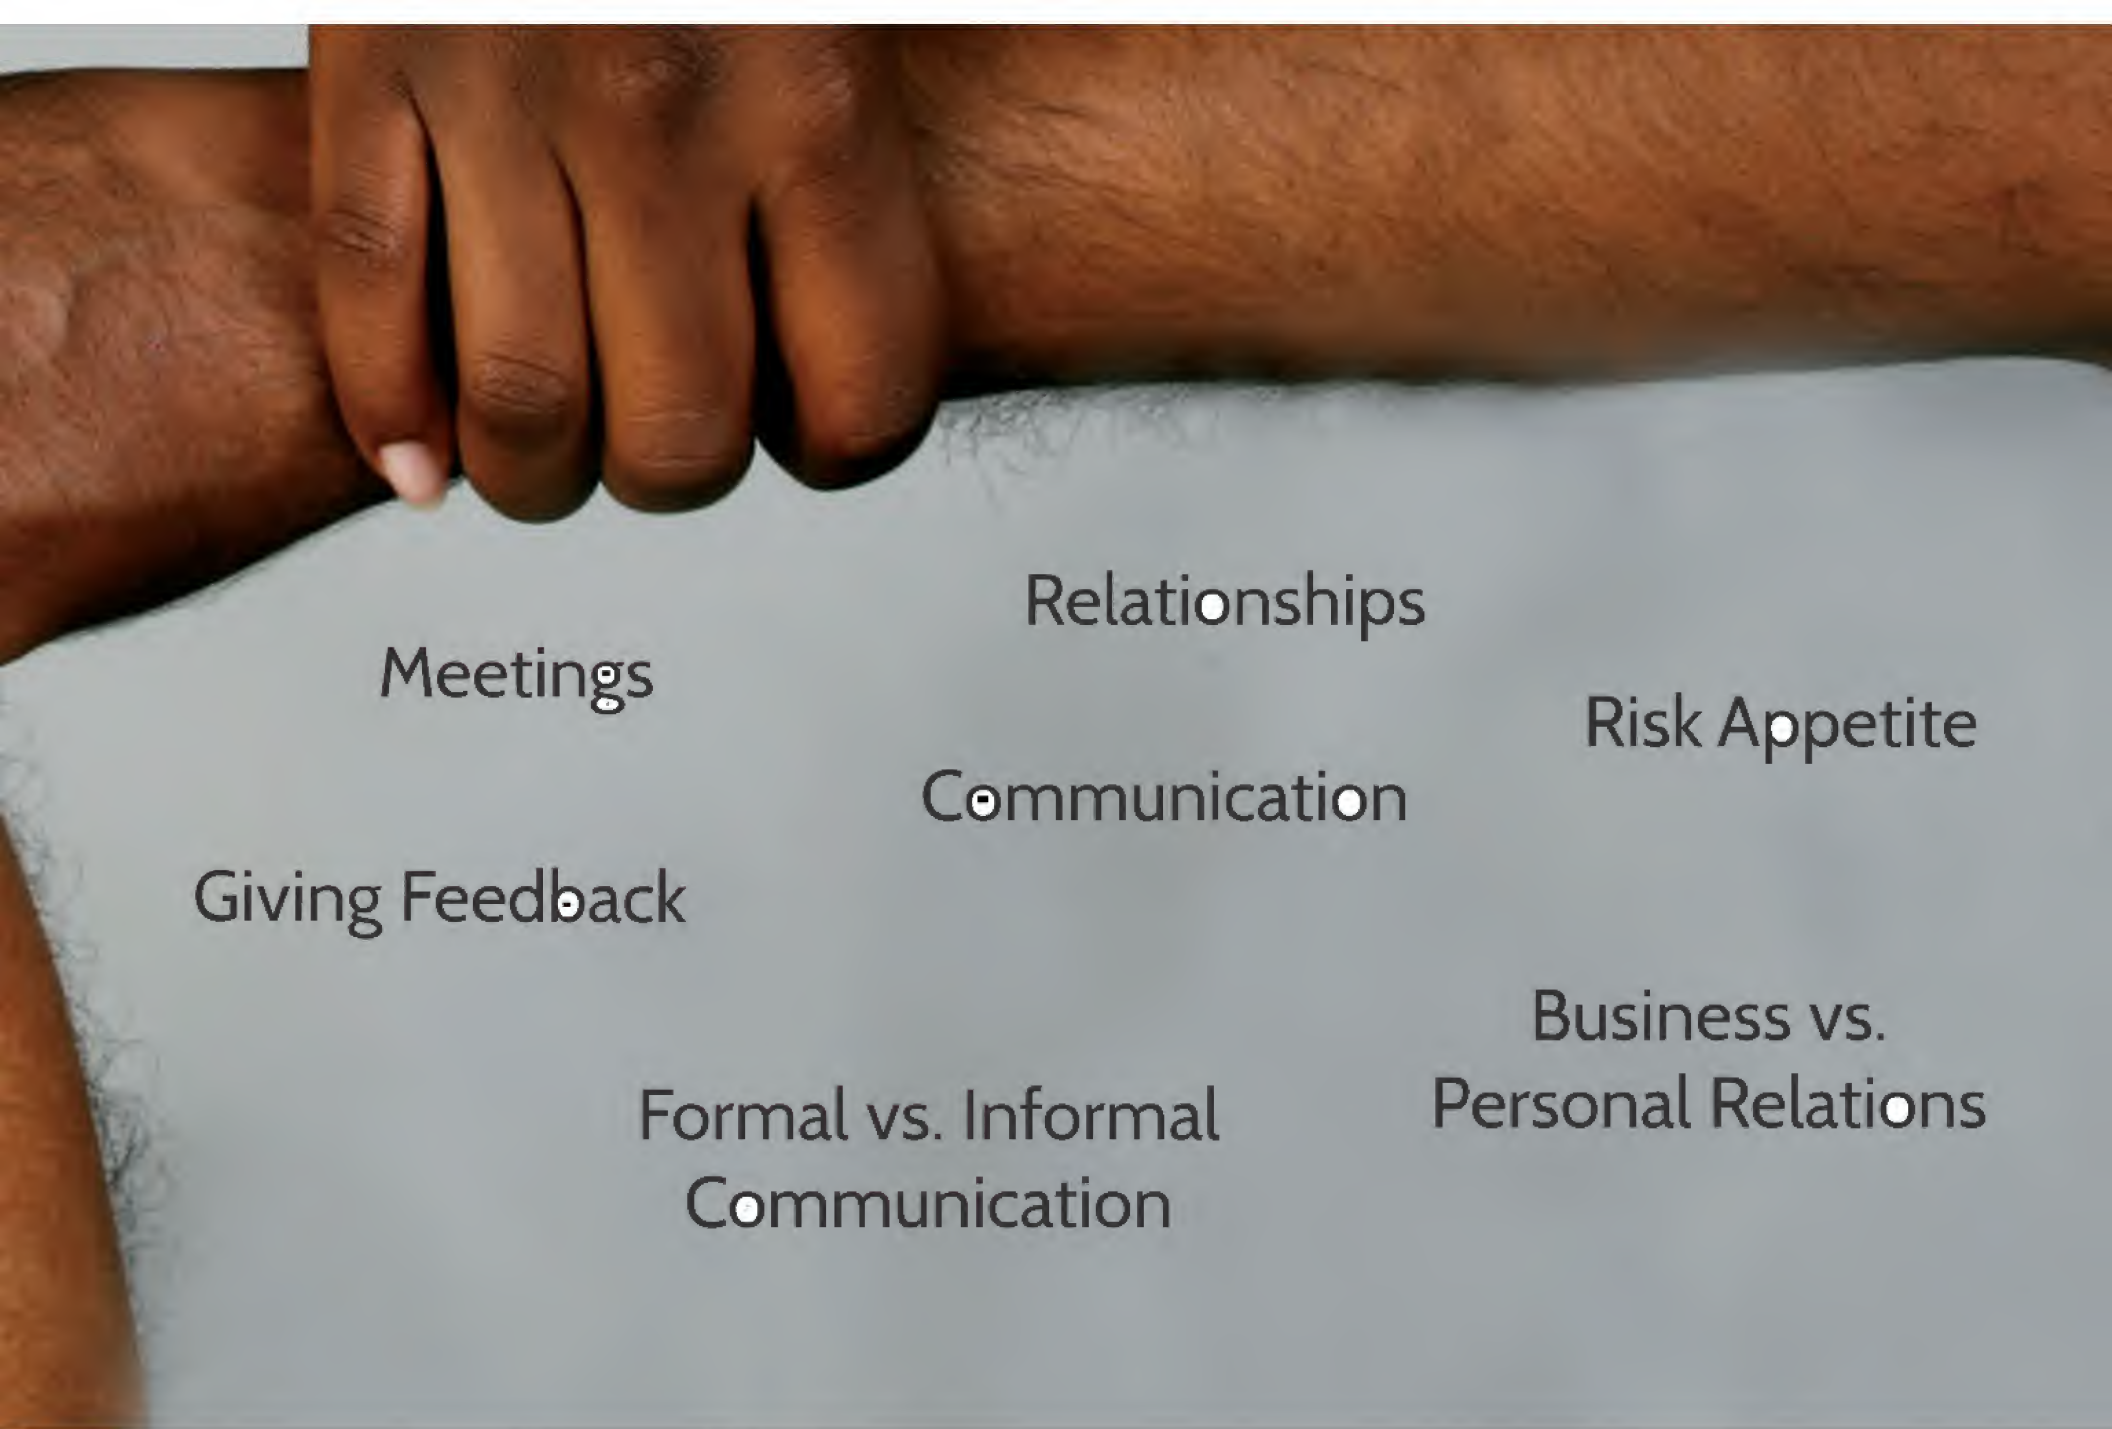 Relationships
Meetings
Risk Appetite
Communication
Giving Feedback
Business vs.
Personal Relations
Formal vs. Informal
Communication